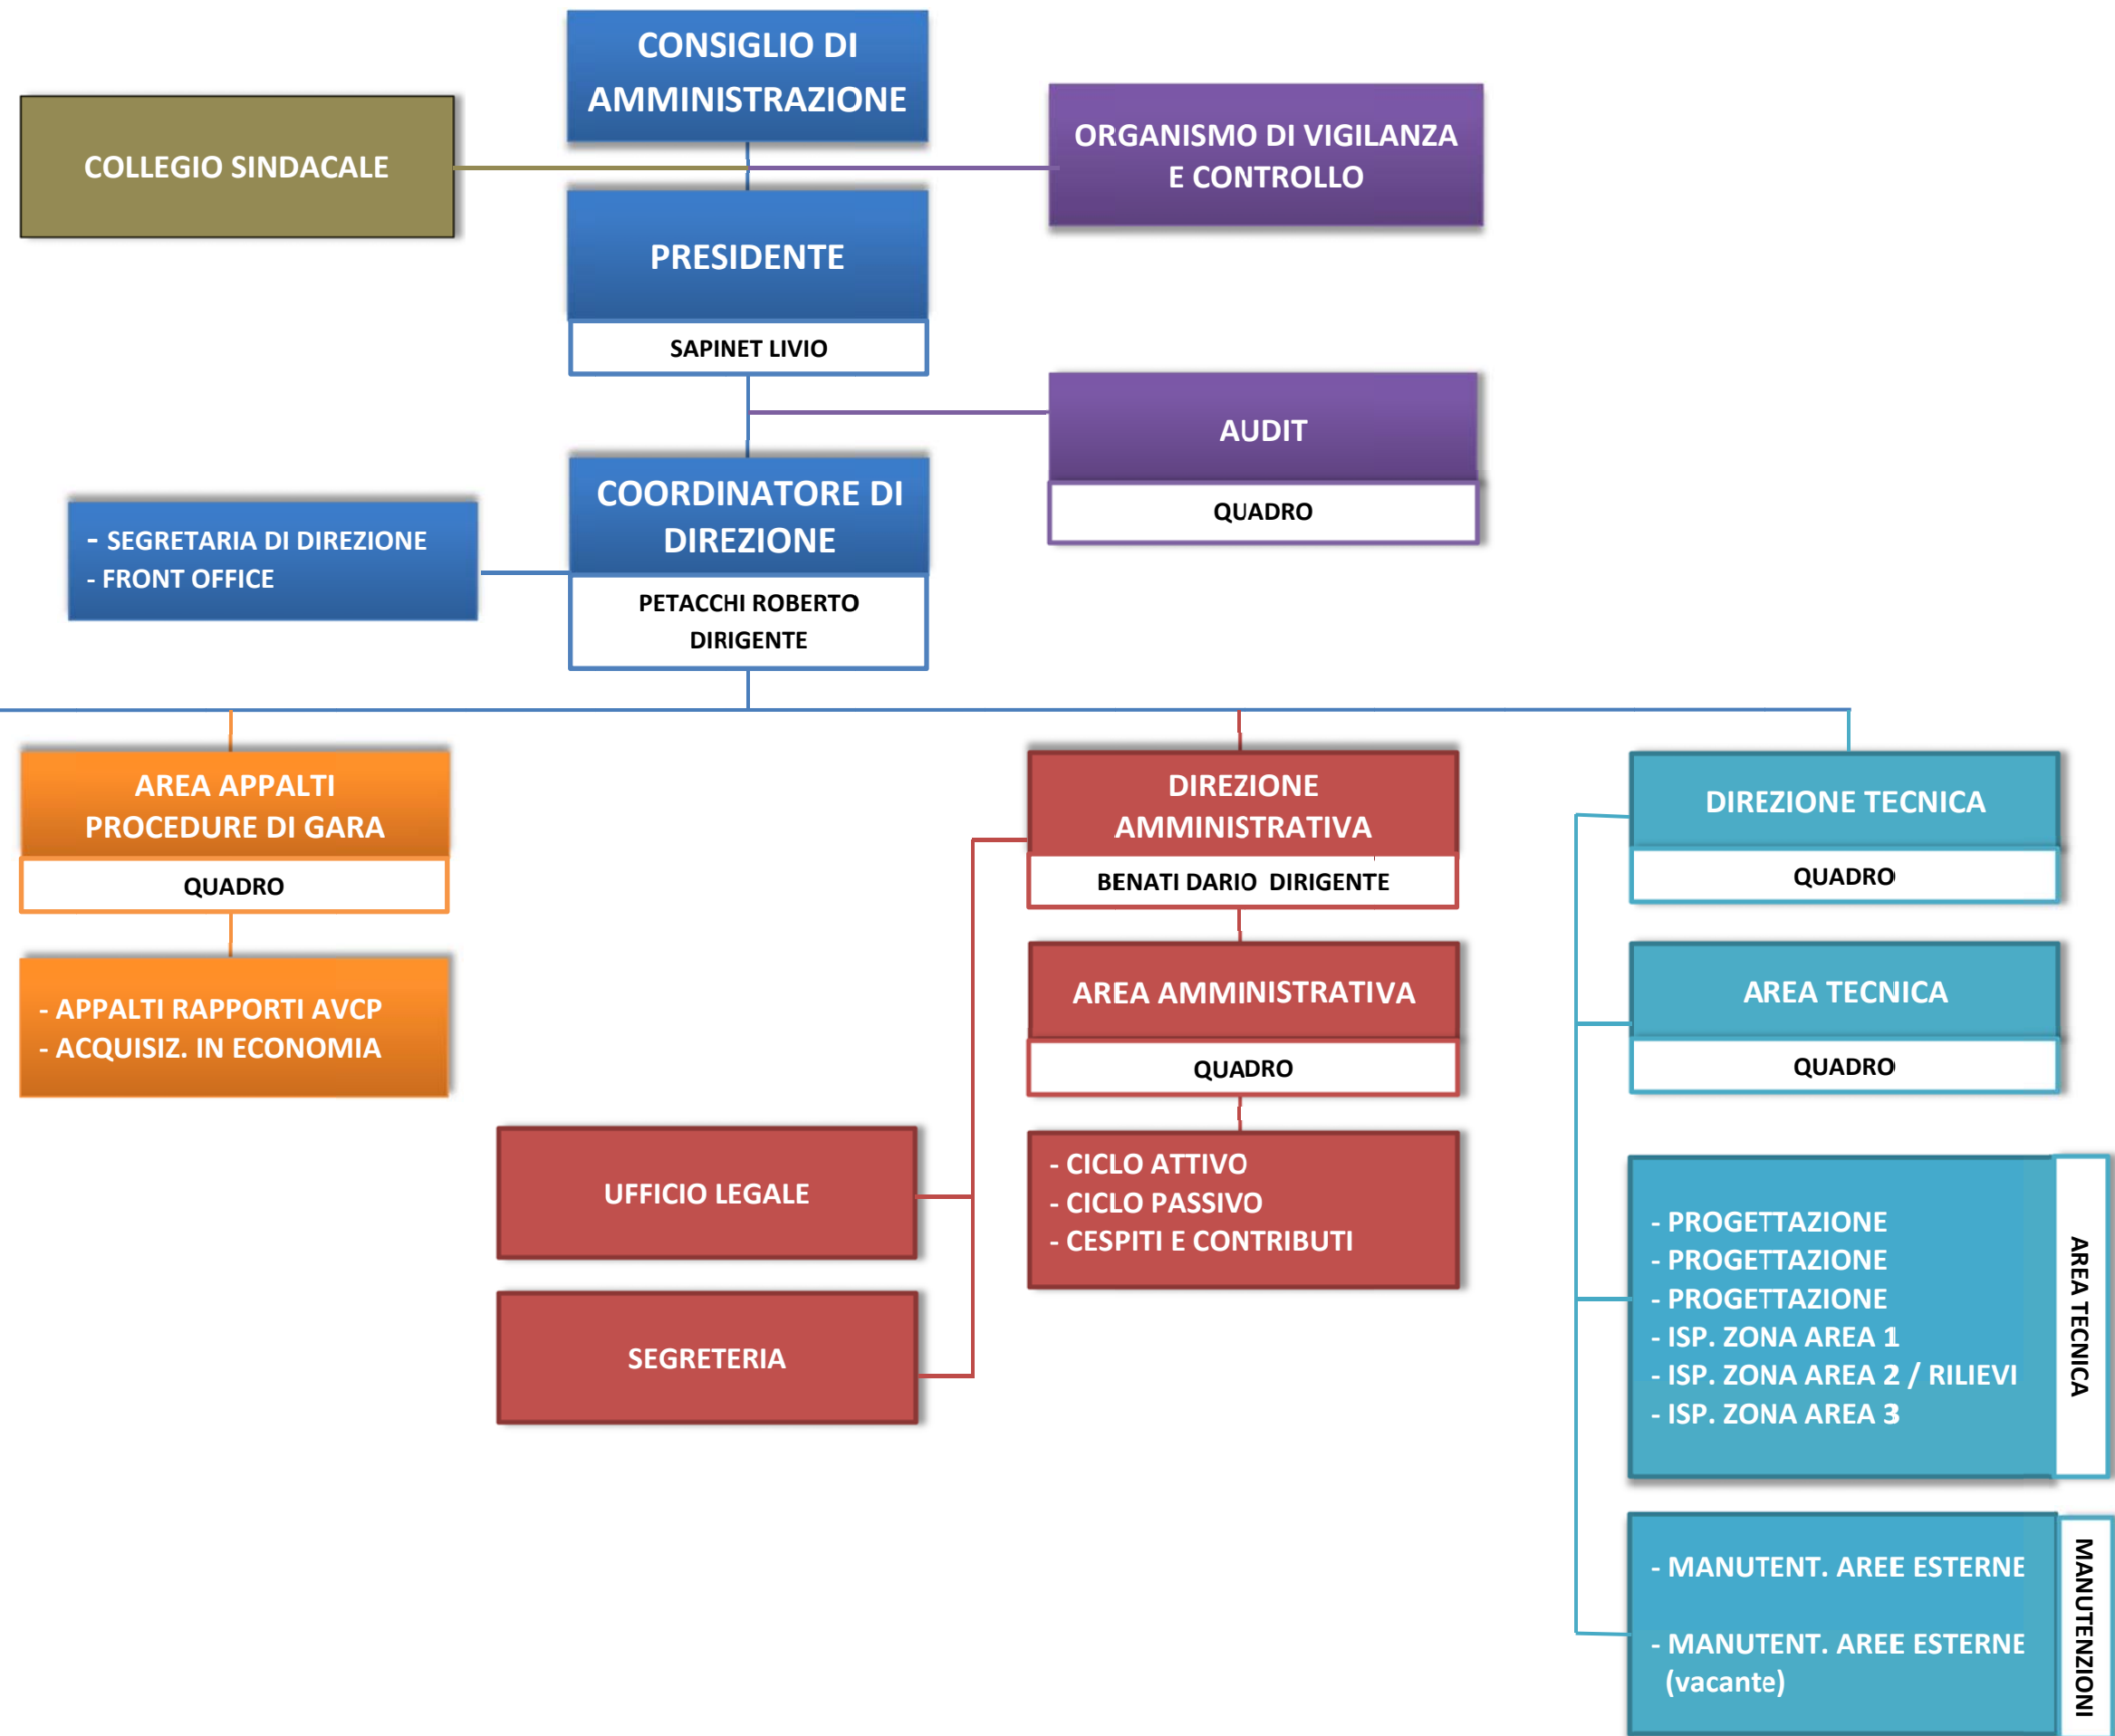 CONSIGLIO DI
AMMINISTRAZIONE
COLLEGIO SINDACALE
ORGANISMO DI VIGILANZA
E CONTROLLO
PRESIDENTE
SAPINET LIVIO
AUDIT
QUADRO
COORDINATORE DI
DIREZIONE
PETACCHI ROBERTO
DIRIGENTE
- SEGRETARIA DI DIREZIONE
- FRONT OFFICE
AREA APPALTI
PROCEDURE DI GARA
QUADRO
- APPALTI RAPPORTI AVCP
- ACQUISIZ. IN ECONOMIA
DIREZIONE
AMMINISTRATIVA
BENATI DARIO DIRIGENTE
AREA AMMINISTRATIVA
QUADRO
- CICLO ATTIVO
- CICLO PASSIVO
- CESPITI E CONTRIBUTI
UFFICIO LEGALE
SEGRETERIA
DIREZIONE TECNICA
QUADRO
AREA TECNICA
QUADRO
- PROGETTAZIONE
- PROGETTAZIONE
- PROGETTAZIONE
- ISP. ZONA AREA 1
- ISP. ZONA AREA 2 / RILIEVI
- ISP. ZONA AREA 3
AREA TECNICA
- MANUTENT. AREE ESTERNE
- MANUTENT. AREE ESTERNE
(vacante)
MANUTENZIONI